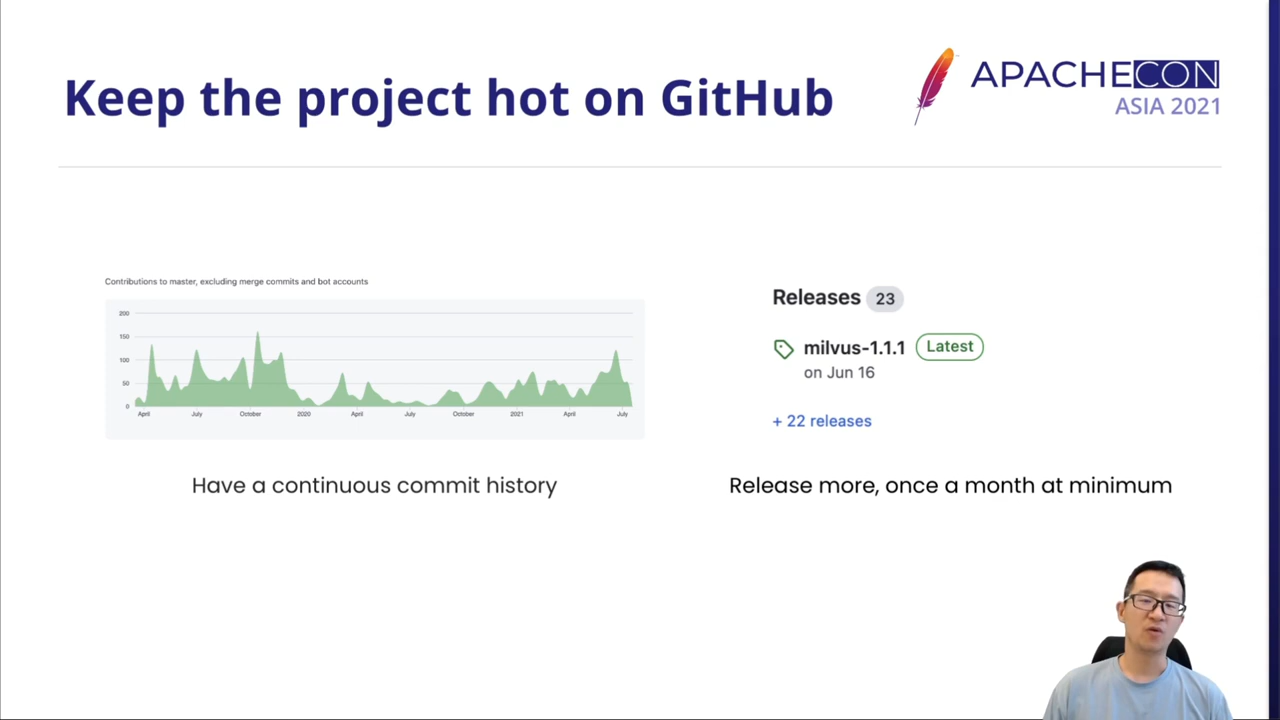 Keep the project hot on GitHub
APACHECON
ASIA 2021
Contributions to master, excluding merge commits and bot accounts
200
150
100
50
0
April July October 2020 April July October 2021 April July
Have a continuous commit history
Releases 23
milvus-1.1.1 Latest
on Jun 16
+ 22 releases
Release more, once a month at minimum